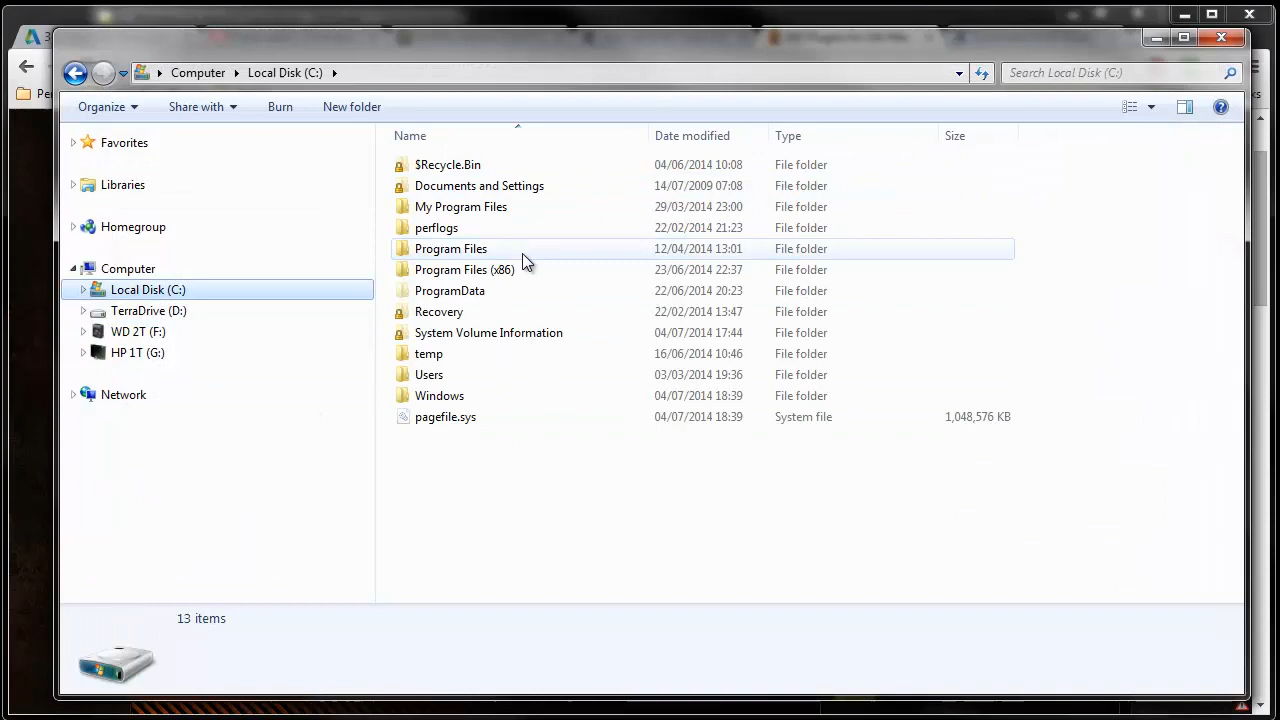 3
Pe
Computer Local Disk (C:)
Search Local Disk (C:)
Organize Share with Burn New folder
Name Date modified Type Size
Favorites
Libraries
Homegroup
Computer
Local Disk (C:)
TerraDrive (D:)
WD 2T (F:)
HP 1T (G:)
Network
$Recycle.Bin 04/06/2014 10:08 File folder
Documents and Settings 14/07/2009 07:08 File folder
My Program Files 29/03/2014 23:00 File folder
perflogs 22/02/2014 21:23 File folder
Program Files 12/04/2014 13:01 File folder
Program Files (x86) 23/06/2014 22:37 File folder
ProgramData 22/06/2014 20:23 File folder
Recovery 22/02/2014 13:47 File folder
System Volume Information 04/07/2014 17:44 File folder
temp 16/06/2014 10:46 File folder
Users 03/03/2014 19:36 File folder
Windows 04/07/2014 18:39 File folder
pagefile.sys 04/07/2014 18:39 System file 1,048,576 KB
13 items